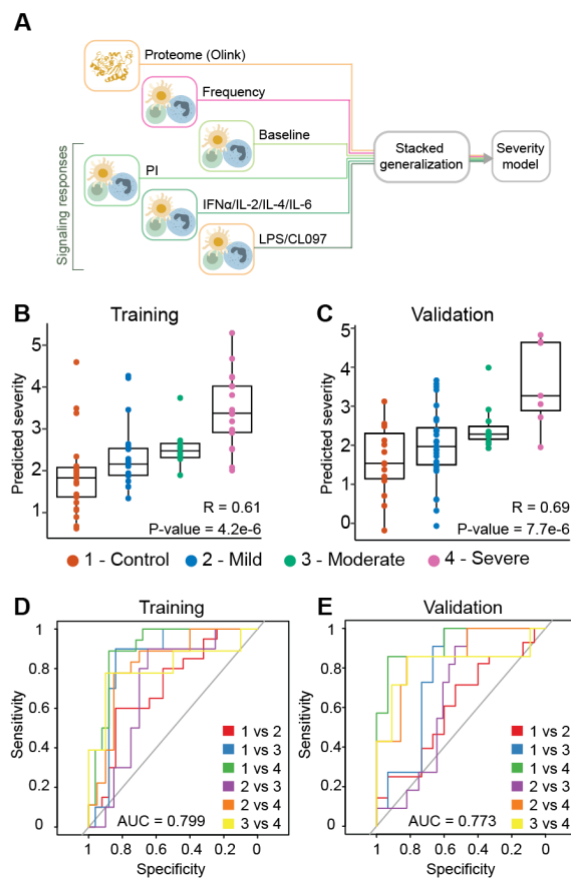 A
Proteome (Olink)
Frequency
Baseline
Signaling responses
PI
IFNα/IL-2/IL-4/IL-6
LPS/CL097
Stacked
generalization
Severity
model
B
Training
Predicted severity
5
4
3
2
1
R = 0.61
P-value = 4.2e-6
C
Validation
Predicted severity
5
4
3
2
1
0
R = 0.69
P-value = 7.7e-6
1 - Control 2 - Mild 3 - Moderate 4 - Severe
D
Training
Sensitivity
1
0.8
0.6
0.4
0.2
0
1 vs 2
1 vs 3
1 vs 4
2 vs 3
2 vs 4
3 vs 4
AUC = 0.799
1 0.8 0.6 0.4 0.2 0
Specificity
E
Validation
Sensitivity
1
0.8
0.6
0.4
0.2
0
1 vs 2
1 vs 3
1 vs 4
2 vs 3
2 vs 4
3 vs 4
AUC = 0.773
1 0.8 0.6 0.4 0.2 0
Specificity